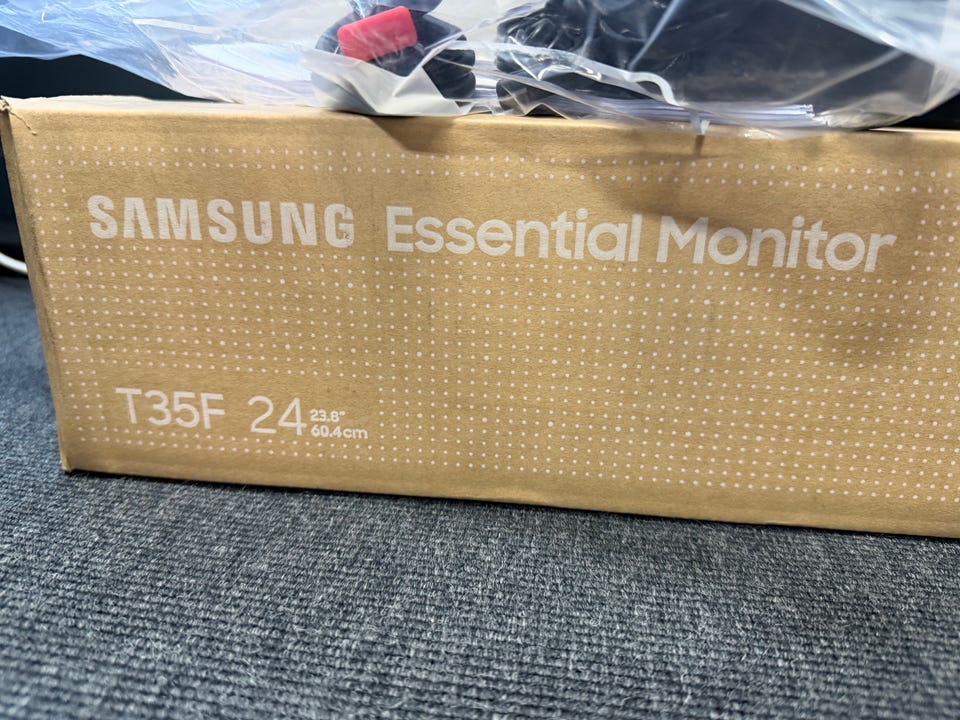 SAMSUNG Essential Monitor
T35F 24 23.8"
60.4cm